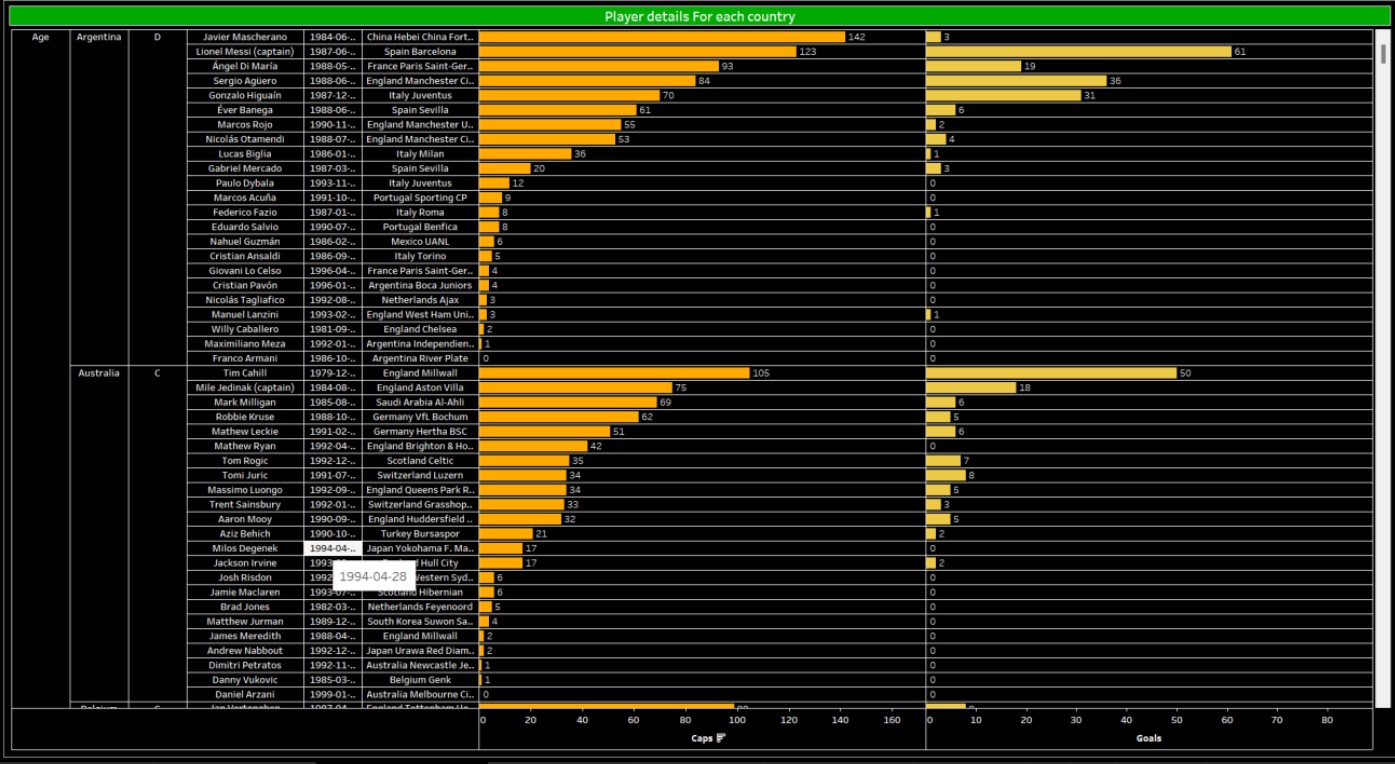 Player details For each country
Age Argentina D Javier Mascherano 1984-06-.. China Hebei China Fort.. 142 3
Lionel Messi (captain) 1987-06-.. Spain Barcelona 123 61
Ángel Di María 1988-05-.. France Paris Saint-Ger.. 93 19
Sergio Agüero 1988-06-.. England Manchester Ci.. 84 36
Gonzalo Higuaín 1987-12-.. Italy Juventus 70 31
Éver Banega 1988-06-.. Spain Sevilla 61 6
Marcos Rojo 1990-11-.. England Manchester U.. 55 2
Nicolás Otamendi 1988-07-.. England Manchester Ci.. 53 4
Lucas Biglia 1986-01-.. Italy Milan 36 1
Gabriel Mercado 1987-03-.. Spain Sevilla 20 3
Paulo Dybala 1993-11-.. Italy Juventus 12 0
Marcos Acuña 1991-10-.. Portugal Sporting CP 9 0
Federico Fazio 1987-01-.. Italy Roma 8 1
Eduardo Salvio 1990-07-.. Portugal Benfica 8 0
Nahuel Guzmán 1986-02-.. Mexico UANL 6 0
Cristian Ansaldi 1986-09-.. Italy Torino 5 0
Giovani Lo Celso 1996-04-.. France Paris Saint-Ger.. 4 0
Cristian Pavón 1996-01-.. Argentina Boca Juniors 4 0
Nicolás Tagliafico 1992-08-.. Netherlands Ajax 3 0
Manuel Lanzini 1993-02-.. England West Ham Uni.. 3 1
Willy Caballero 1981-09-.. England Chelsea 2 0
Maximiliano Meza 1992-01-.. Argentina Independien.. 1 0
Franco Armani 1986-10-.. Argentina River Plate 0 0
Australia C Tim Cahill 1979-12-.. England Millwall 105 50
Mile Jedinak (captain) 1984-08-.. England Aston Villa 75 18
Mark Milligan 1985-08-.. Saudi Arabia Al-Ahli 69 6
Robbie Kruse 1988-10-.. Germany VfL Bochum 62 5
Mathew Leckie 1991-02-.. Germany Hertha BSC 51 6
Mathew Ryan 1992-04-.. England Brighton & Ho.. 42 0
Tom Rogic 1992-12-.. Scotland Celtic 35 7
Tomi Juric 1991-07-.. Switzerland Luzern 34 8
Massimo Luongo 1992-09-.. England Queens Park R.. 34 5
Trent Sainsbury 1992-01-.. Switzerland Grasshop.. 33 3
Aaron Mooy 1990-09-.. England Huddersfield .. 32 5
Aziz Behich 1990-10-.. Turkey Bursaspor 21 2
Milos Degenek 1994-04-.. Japan Yokohama F. Ma.. 17 0
Jackson Irvine Hull City 17 2
Josh Risdon 1994-04-28 Syd.. 6 0
Jamie Maclaren 1993-07-.. Scotland Hibernian 6 0
Brad Jones 1982-03-.. Netherlands Feyenoord 5 0
Matthew Jurman 1989-12-.. South Korea Suwon Sa.. 4 0
James Meredith 1988-04-.. England Millwall 2 0
Andrew Nabbout 1992-12-.. Japan Urawa Red Diam.. 2 0
Dimitri Petratos 1992-11-.. Australia Newcastle Je.. 1 0
Danny Vukovic 1985-03-.. Belgium Genk 1 0
Daniel Arzani 1999-01-.. Australia Melbourne Ci.. 0 0
0 20 40 60 80 100 120 140 160 0 10 20 30 40 50 60 70 80
Caps Goals